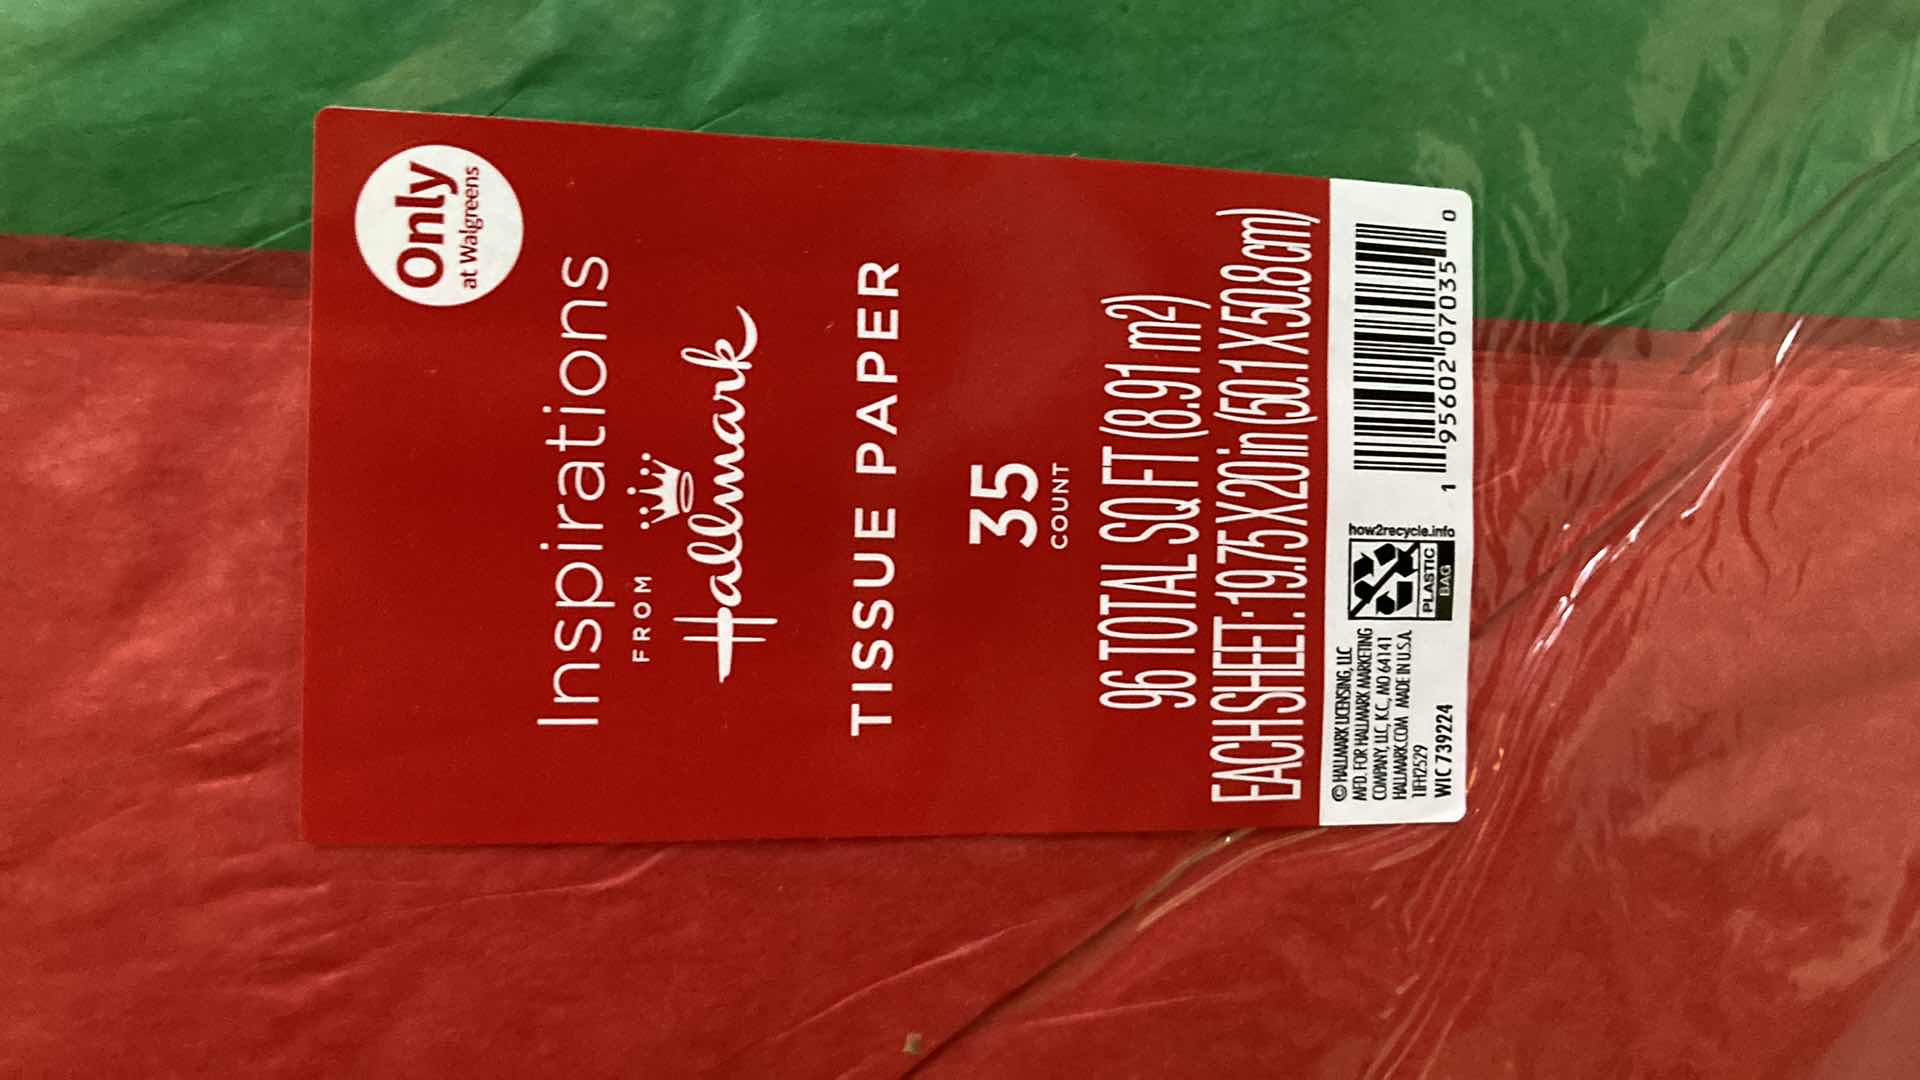 Only
at Walgreens
Inspirations
FROM
Hallmark
TISSUE PAPER
35
COUNT
96 TOTAL SQ FT (8.91 m²)
EACH SHEET: 19.75 X 20 in (50.1 X 50.8 cm)
© HALLMARK LICENSING, LLC
MFD. FOR HALLMARK MARKETING
COMPANY, LLC, K.C., MO 64141
HALLMARK.COM MADE IN U.S.A.
1IFH2529
WIC 739224
how2recycle.info
PLASTIC
BAG
1 95602 07035 0